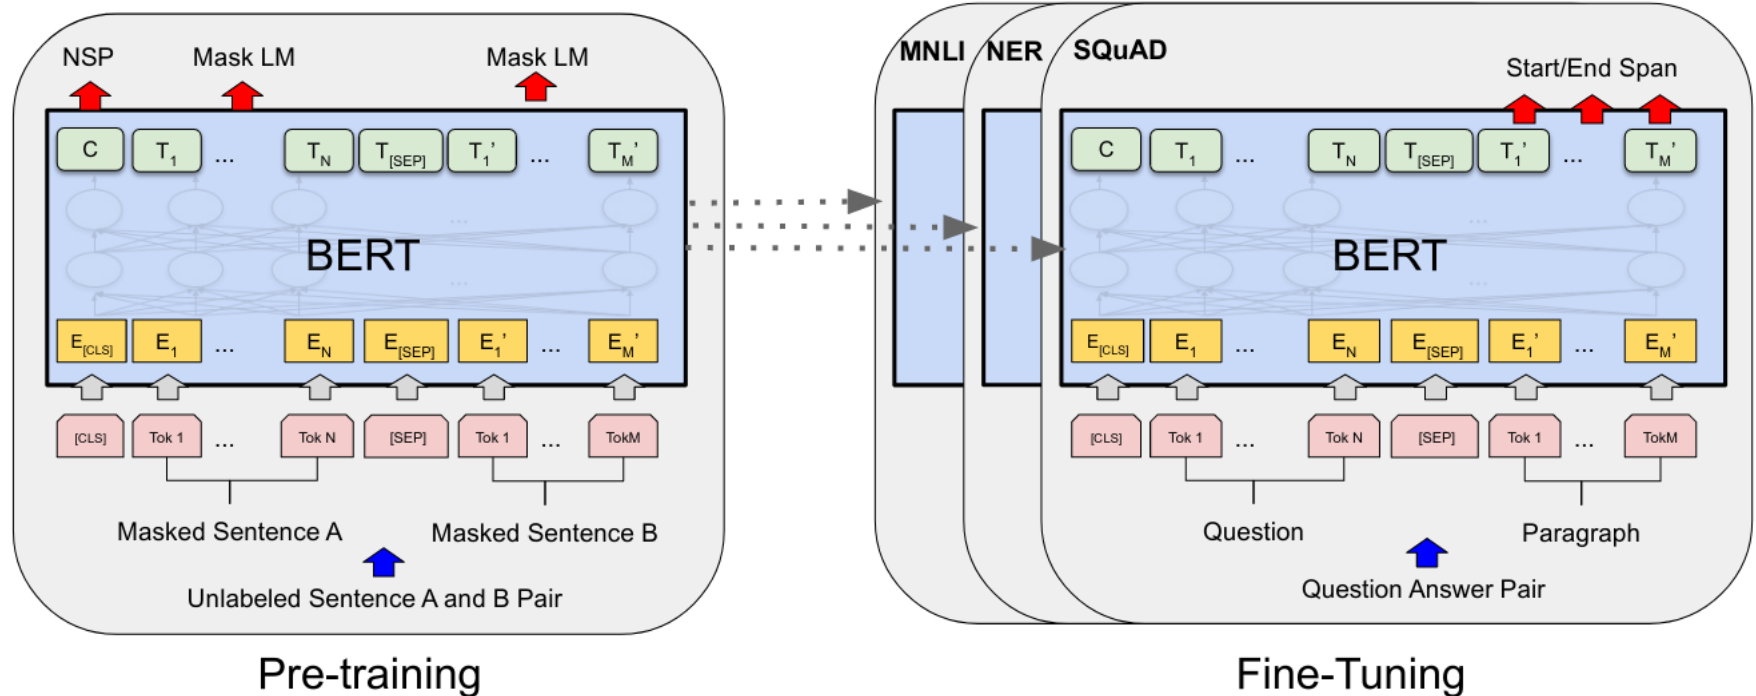 NSP Mask LM Mask LM
C T1 ... TN T[SEP] T1’ ... TM’
... 
BERT
...
E[CLS] E1 ... EN E[SEP] E1’ ... EM’
[CLS] Tok 1 ... Tok N [SEP] Tok 1 ... TokM
Masked Sentence A Masked Sentence B
Unlabeled Sentence A and B Pair
Pre-training
MNLI NER SQuAD
Start/End Span
C T1 ... TN T[SEP] T1’ ... TM’
...
BERT
...
E[CLS] E1 ... EN E[SEP] E1’ ... EM’
[CLS] Tok 1 ... Tok N [SEP] Tok 1 ... TokM
Question Paragraph
Question Answer Pair
Fine-Tuning